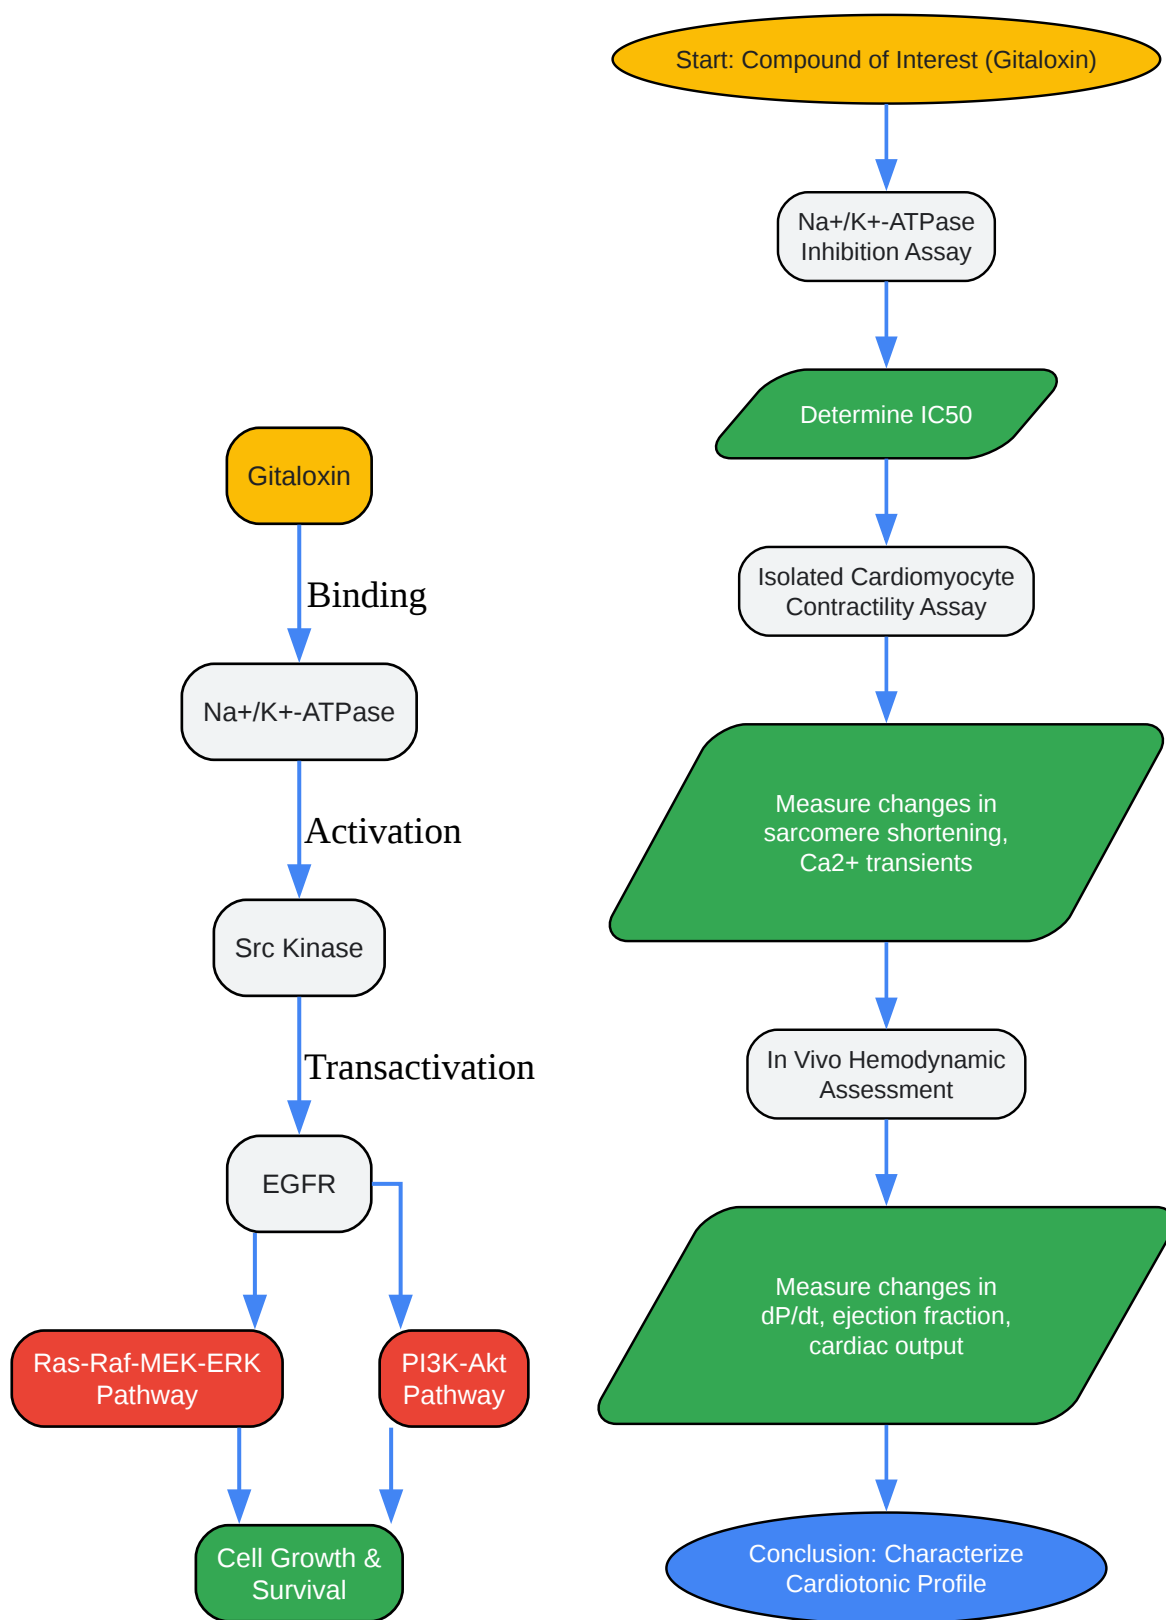 Gitaloxin
Binding
Na+/K+-ATPase
Activation
Src Kinase
Transactivation
EGFR
Ras-Raf-MEK-ERK
Pathway
PI3K-Akt
Pathway
Cell Growth &
Survival
Start: Compound of Interest (Gitaloxin)
Na+/K+-ATPase
Inhibition Assay
Determine IC50
Isolated Cardiomyocyte
Contractility Assay
Measure changes in
sarcomere shortening,
Ca2+ transients
In Vivo Hemodynamic
Assessment
Measure changes in
dP/dt, ejection fraction,
cardiac output
Conclusion: Characterize
Cardiotonic Profile